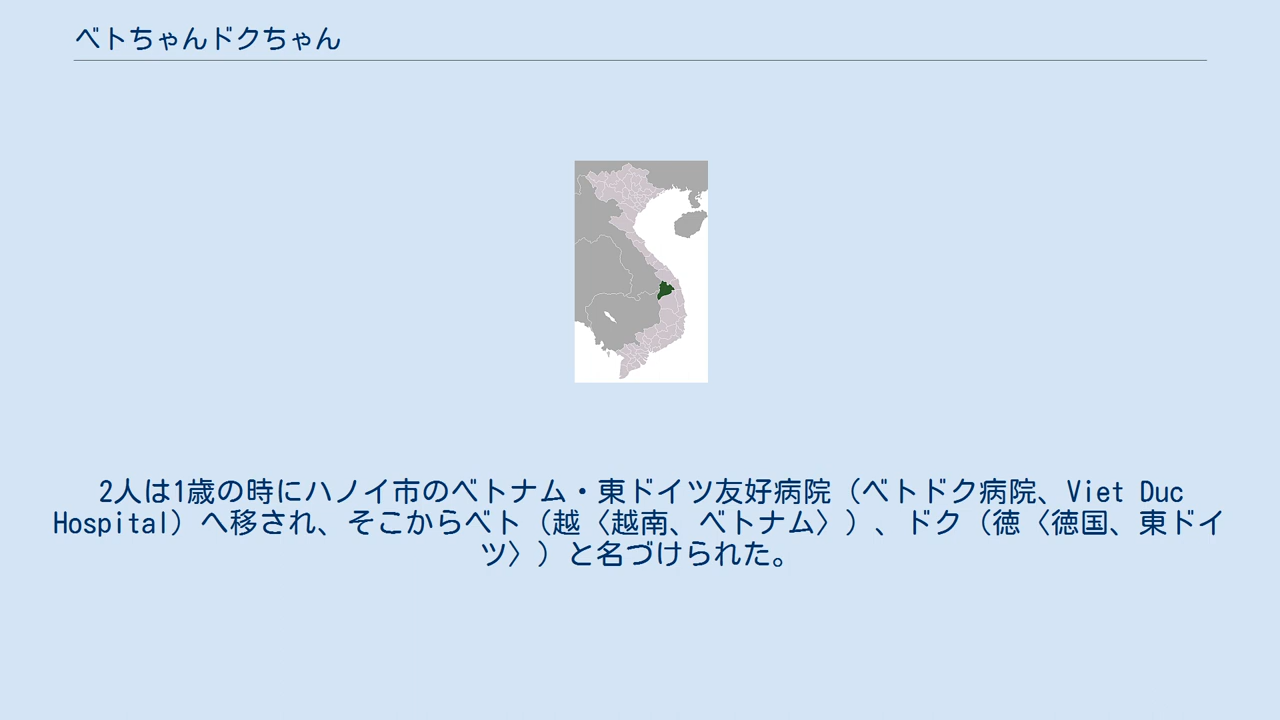 ベトちゃんドクちゃん
2人は1歳の時にハノイ市のベトナム・東ドイツ友好病院（ベトドク病院、Viet Duc
Hospital）へ移され、そこからベト（越〈越南、ベトナム〉）、ドク（徳〈徳国、東ドイ
ツ〉）と名づけられた。